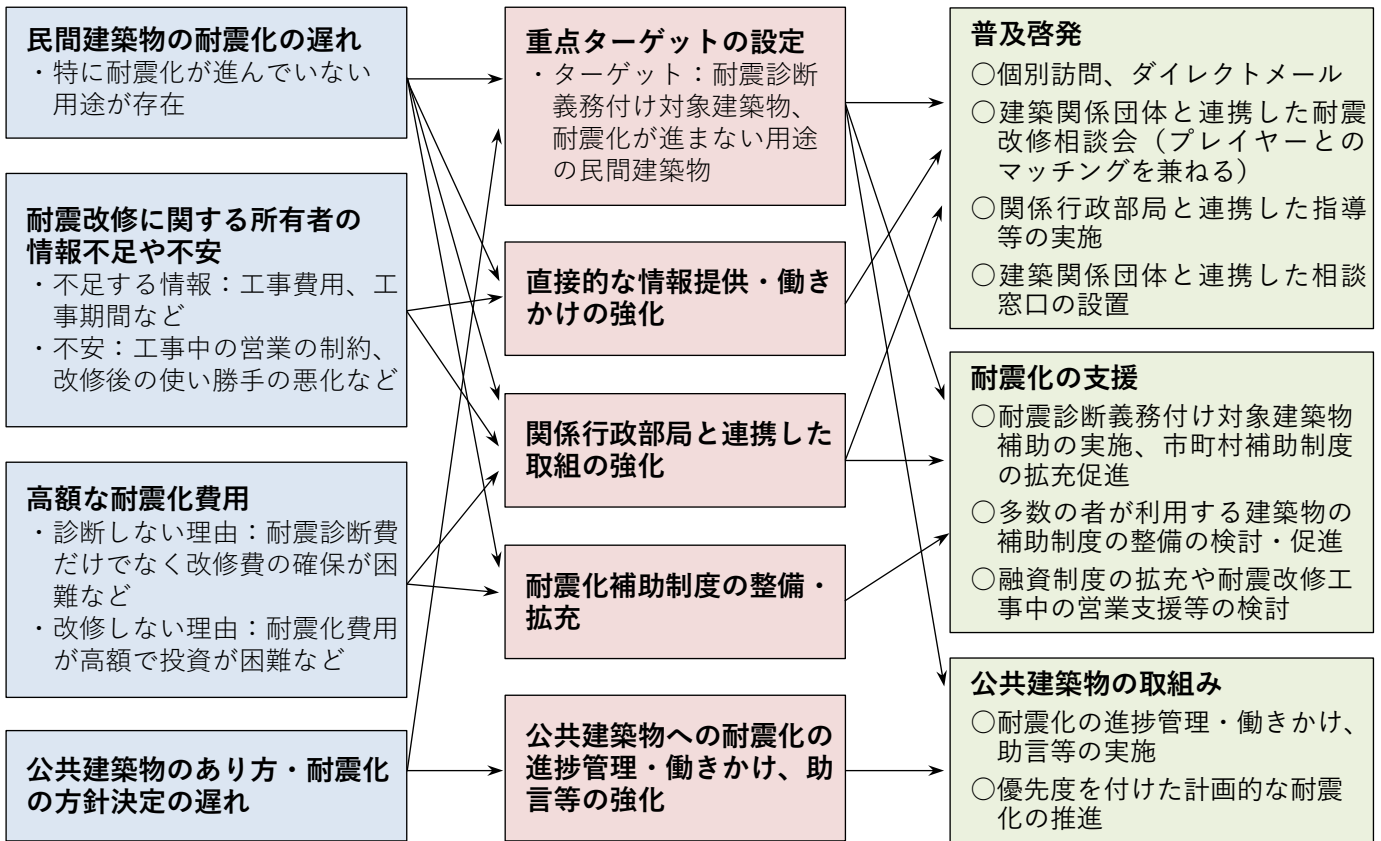 民間建築物の耐震化の遅れ
・特に耐震化が進んでいない
用途が存在
耐震改修に関する所有者の
情報不足や不安
・不足する情報：工事費用、工
事期間など
・不安：工事中の営業の制約、
改修後の使い勝手の悪化など
高額な耐震化費用
・診断しない理由：耐震診断費
だけでなく改修費の確保が困
難など
・改修しない理由：耐震化費用
が高額で投資が困難など
公共建築物のあり方・耐震化
の方針決定の遅れ
重点ターゲットの設定
・ターゲット：耐震診断
義務付け対象建築物、
耐震化が進まない用途
の民間建築物
直接的な情報提供・働き
かけの強化
関係行政部局と連携した
取組の強化
耐震化補助制度の整備・
拡充
公共建築物への耐震化の
進捗管理・働きかけ、助
言等の強化
普及啓発
○個別訪問、ダイレクトメール
○建築関係団体と連携した耐震
改修相談会（プレイヤーとの
マッチングを兼ねる）
○関係行政部局と連携した指導
等の実施
○建築関係団体と連携した相談
窓口の設置
耐震化の支援
○耐震診断義務付け対象建築物
補助の実施、市町村補助制度
の拡充促進
○多数の者が利用する建築物の
補助制度の整備の検討・促進
○融資制度の拡充や耐震改修工
事中の営業支援等の検討
公共建築物の取組み
○耐震化の進捗管理・働きかけ、
助言等の実施
○優先度を付けた計画的な耐震
化の推進